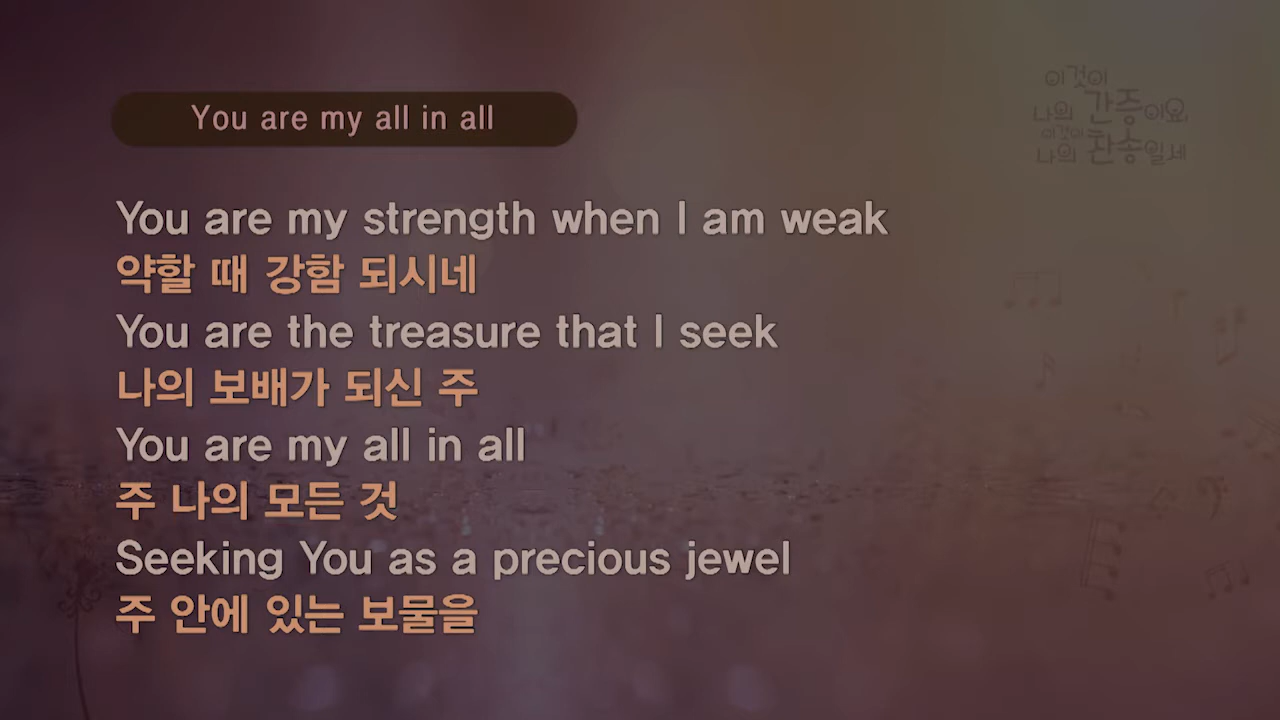 You are my all in all
이것이
나의 간증이요
이것이
나의 찬송일세
You are my strength when I am weak
약할 때 강함 되시네
You are the treasure that I seek
나의 보배가 되신 주
You are my all in all
주 나의 모든 것
Seeking You as a precious jewel
주 안에 있는 보물을